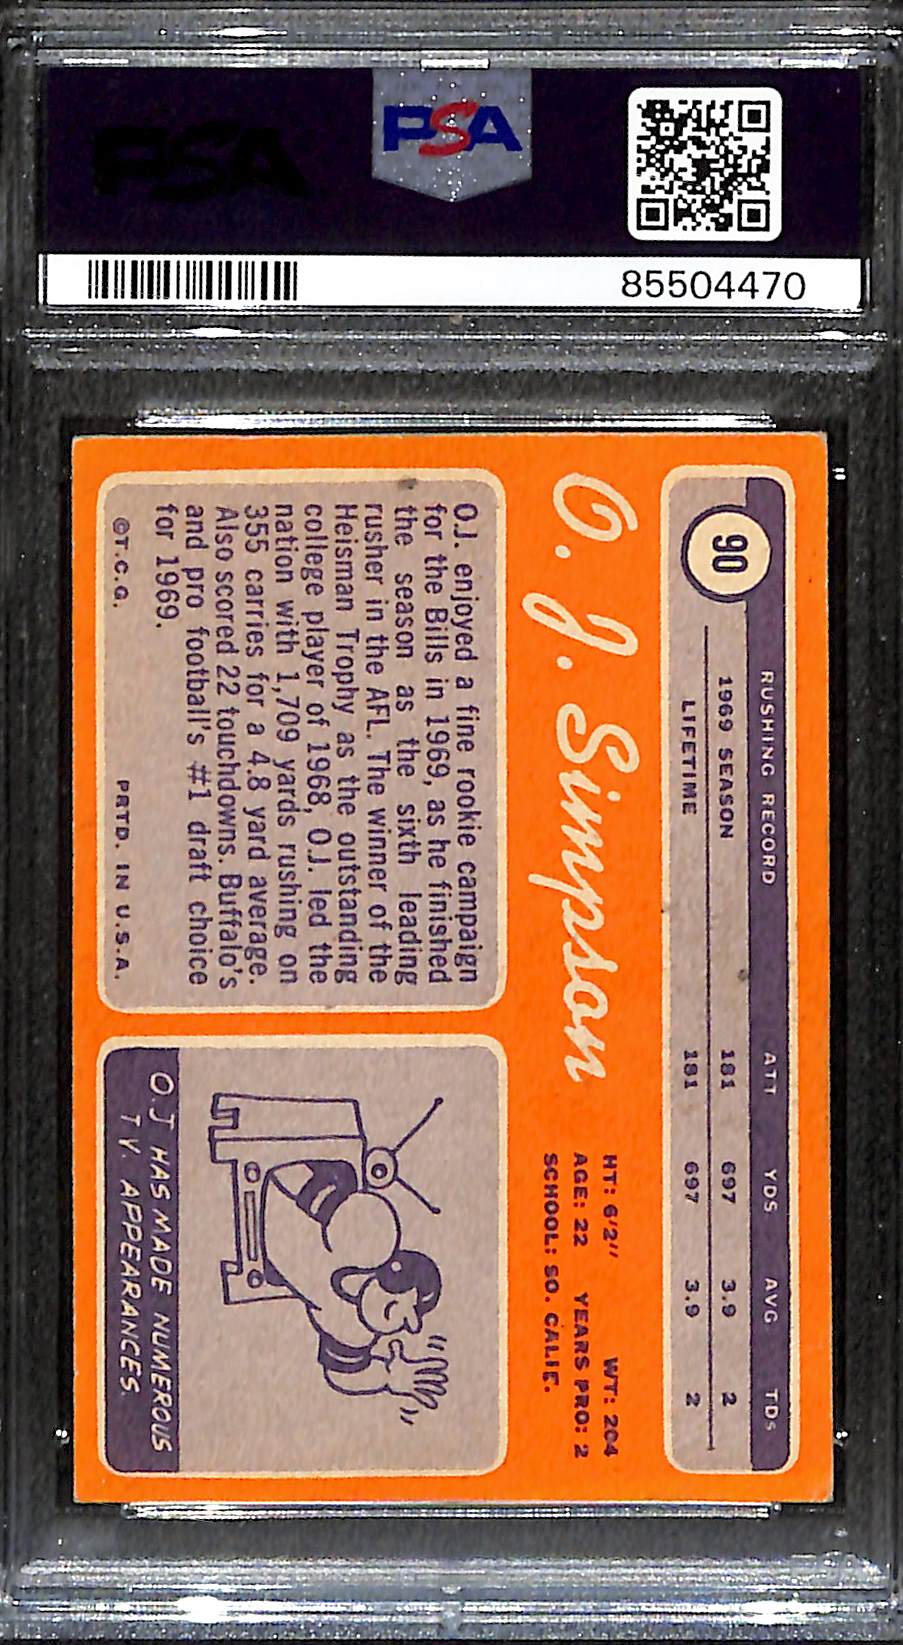 PSA
PSA
85504470
90
RUSHING RECORD ATT YDS AVG TDs
1969 SEASON 181 697 3.9 2
LIFETIME 181 697 3.9 2
O. J. Simpson
HT: 6'2" WT: 204
AGE: 22 YEARS PRO: 2
SCHOOL: SO. CALIF.
O.J. enjoyed a fine rookie campaign
for the Bills in 1969, as he finished
the season as the sixth leading
rusher in the AFL. The winner of the
Heisman Trophy as the outstanding
college player of 1968, O.J. led the
nation with 1,709 yards rushing on
355 carries for a 4.8 yard average.
Also scored 22 touchdowns. Buffalo's
and pro football's #1 draft choice
for 1969.
©T.C.G. PRTD. IN U.S.A.
O.J. HAS MADE NUMEROUS
T.V. APPEARANCES.